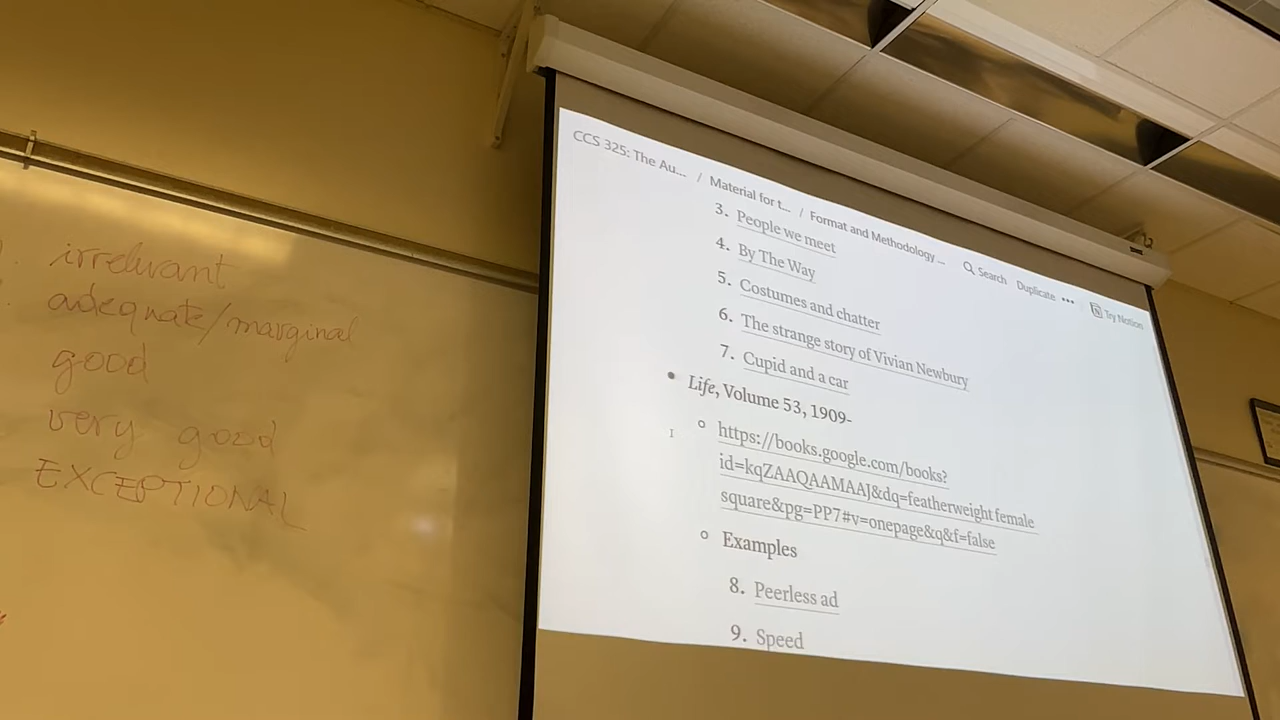 irrelevant
adequate/marginal
good
very good
EXCEPTIONAL
CCS 325: The Au... / Material for t... / Format and Methodology ...
Search Duplicate ••• Try Notion
3. People we meet
4. By The Way
5. Costumes and chatter
6. The strange story of Vivian Newbury
7. Cupid and a car
• Life, Volume 53, 1909-
◦ https://books.google.com/books?
id=kqZAAQAAMAAJ&dq=featherweight female
square&pg=PP7#v=onepage&q&f=false
◦ Examples
8. Peerless ad
9. Speed